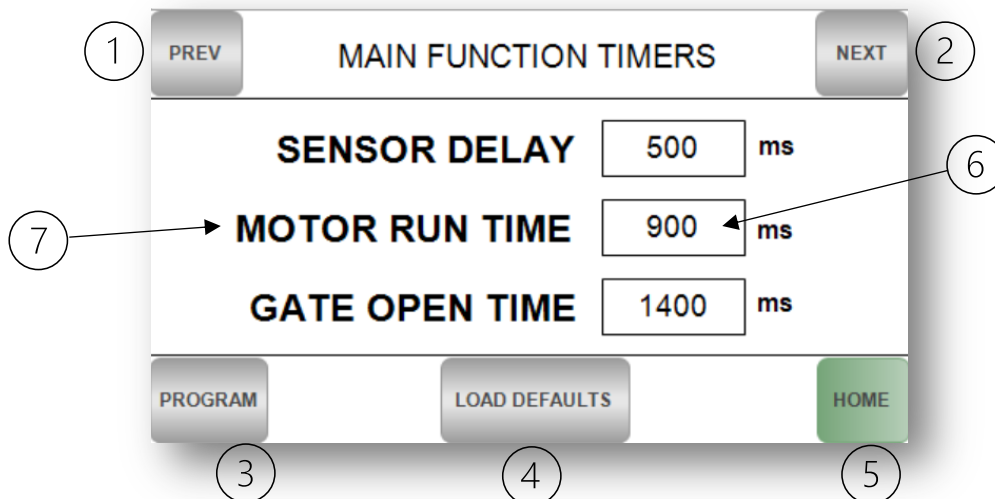 1 PREV MAIN FUNCTION TIMERS NEXT 2
SENSOR DELAY 500 ms
6
7 MOTOR RUN TIME 900 ms
GATE OPEN TIME 1400 ms
PROGRAM LOAD DEFAULTS HOME
3 4 5